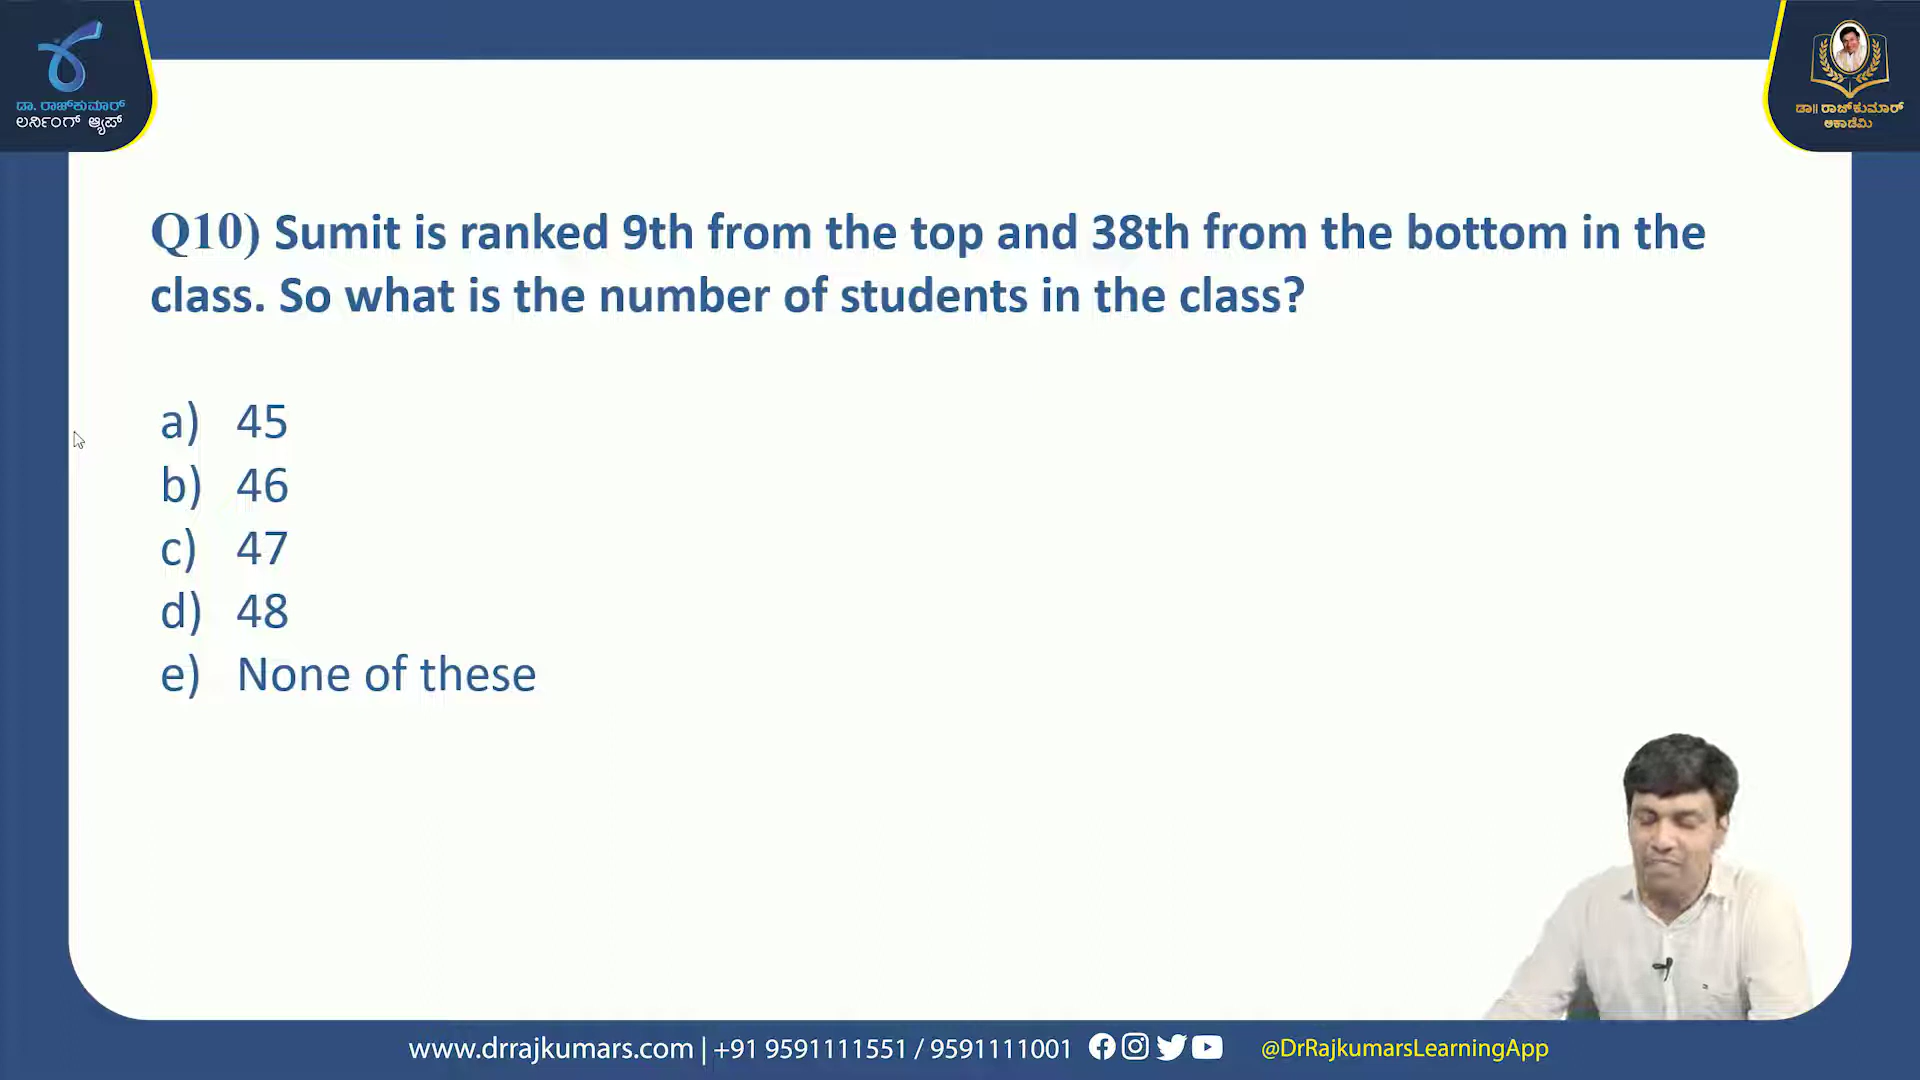 ಡಾ. ರಾಜ್‌ಕುಮಾರ್
ಲರ್ನಿಂಗ್ ಆ್ಯಪ್
ಡಾ|| ರಾಜ್‌ಕುಮಾರ್
ಅಕಾಡೆಮಿ
Q10) Sumit is ranked 9th from the top and 38th from the bottom in the
class. So what is the number of students in the class?
a) 45
b) 46
c) 47
d) 48
e) None of these
www.drrajkumars.com | +91 9591111551 / 9591111001 @DrRajkumarsLearningApp